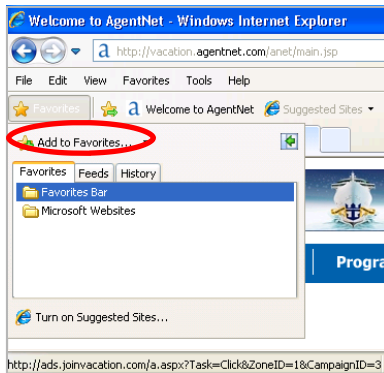 Welcome to AgentNet - Windows Internet Explorer
a http://vacation.agentnet.com/anet/main.jsp
File Edit View Favorites Tools Help
Favorites a Welcome to AgentNet Suggested Sites
Add to Favorites...
Favorites Feeds History
Favorites Bar
Microsoft Websites
Progra
Turn on Suggested Sites...
http://ads.joinvacation.com/a.aspx?Task=Click&ZoneID=1&CampaignID=3